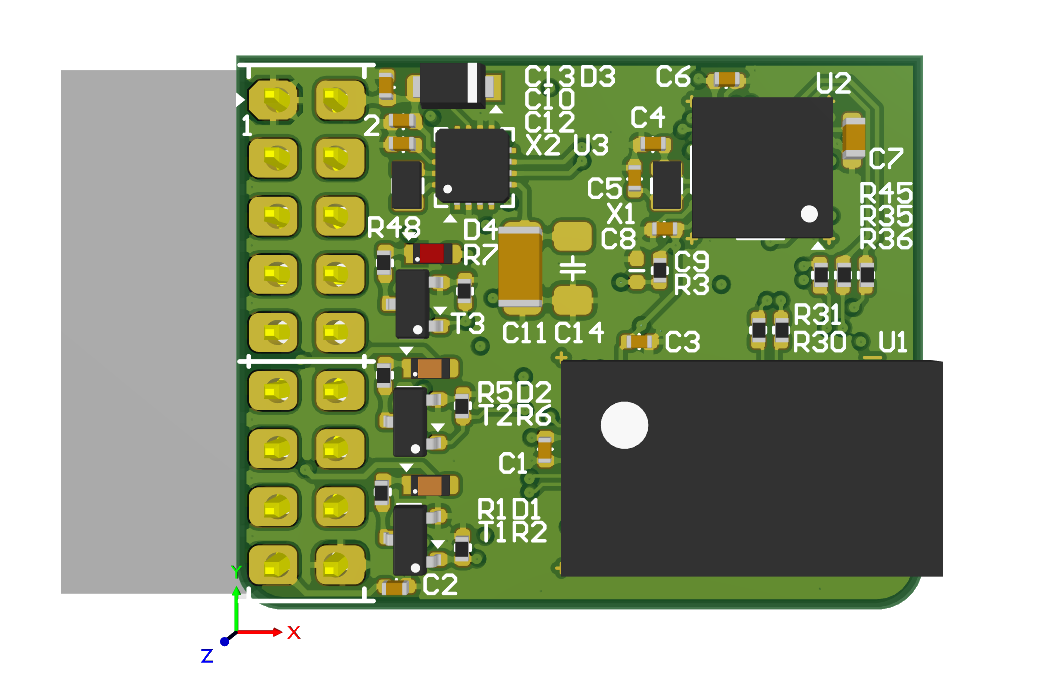 C13 D3
C10
C12
X2 U3
C6
U2
C4
C7
1
2
C5
X1
C8
R45
R35
R36
R48
D4
R7
C9
R3
T3
C11 C14
C3
R31
R30
U1
R5 D2
T2 R6
C1
R1 D1
T1 R2
C2
Y
X
Z